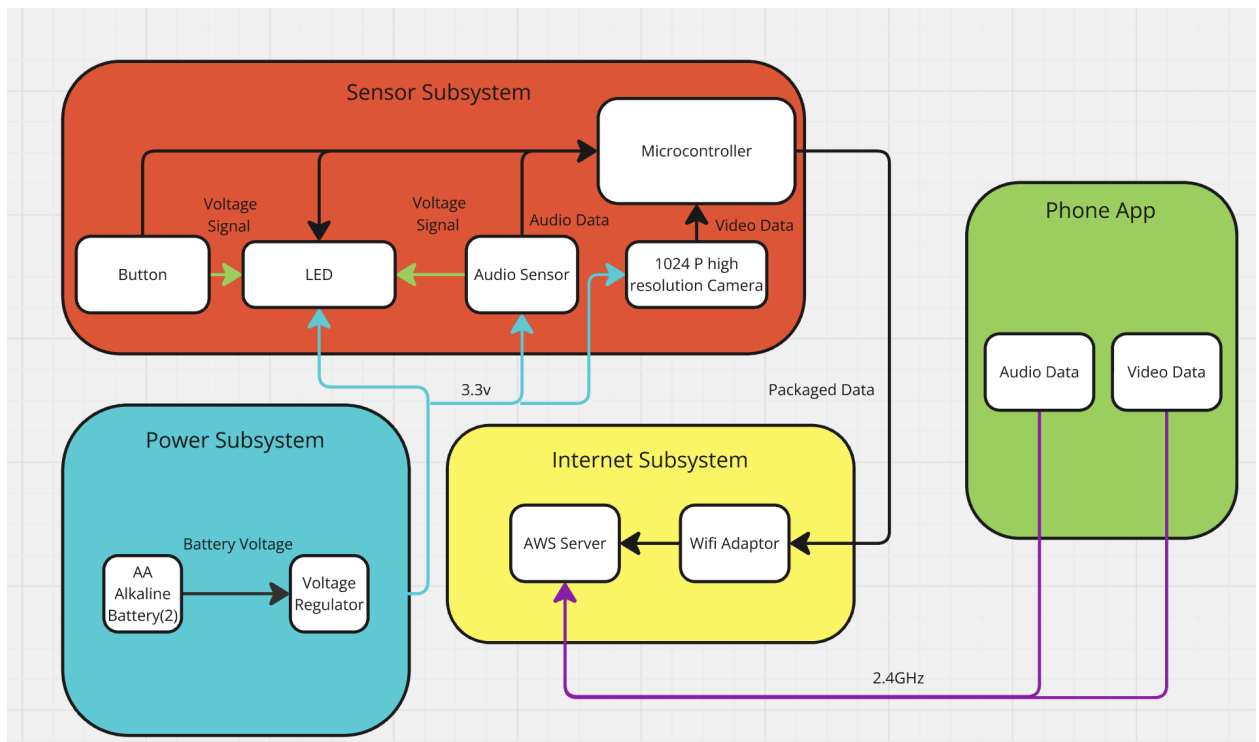 Sensor Subsystem
Microcontroller
Voltage
Signal
Voltage
Signal
Audio Data
Video Data
Button
LED
Audio Sensor
1024 P high
resolution Camera
3.3v
Packaged Data
Phone App
Audio Data
Video Data
Power Subsystem
Battery Voltage
AA
Alkaline
Battery(2)
Voltage
Regulator
Internet Subsystem
AWS Server
Wifi Adaptor
2.4GHz